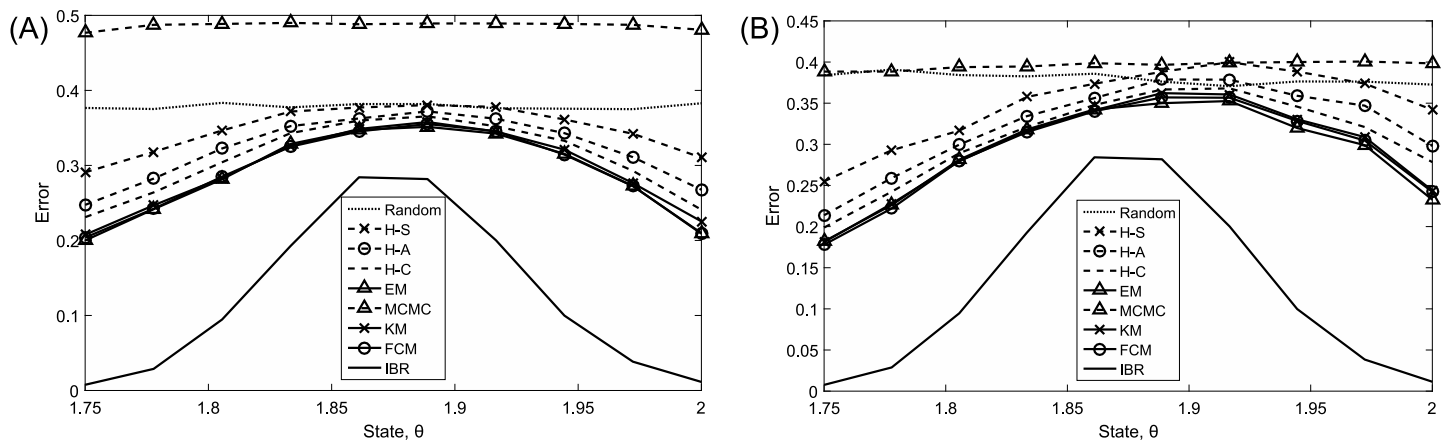 (A)
0.5
0.4
0.3
0.2
0.1
0
Error
1.75
1.8
1.85
1.9
1.95
2
State, θ
Random
H-S
H-A
H-C
EM
MCMC
KM
FCM
IBR
(B)
0.45
0.4
0.35
0.3
0.25
0.2
0.15
0.1
0.05
0
Error
1.75
1.8
1.85
1.9
1.95
2
State, θ
Random
H-S
H-A
H-C
EM
MCMC
KM
FCM
IBR